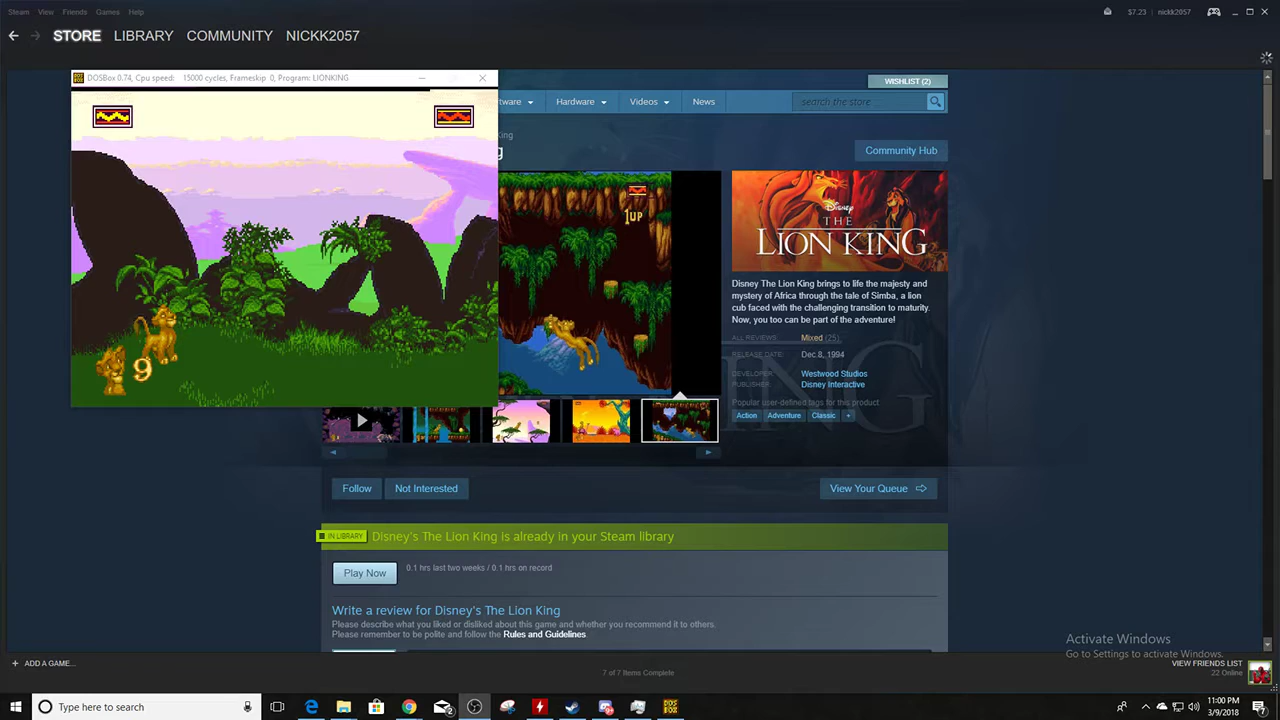 Steam View Friends Games Help $7.23 nickk2057
STORE LIBRARY COMMUNITY NICKK2057
DOSBox 0.74, Cpu speed: 15000 cycles, Frameskip 0, Program: LIONKING
WISHLIST (2)
tware Hardware Videos News search the store
King
g
Community Hub
1UP
Disney
THE
LION KING
Disney The Lion King brings to life the majesty and
mystery of Africa through the tale of Simba, a lion
cub faced with the challenging transition to maturity.
Now, you too can be part of the adventure!
ALL REVIEWS: Mixed (25)
RELEASE DATE: Dec 8, 1994
DEVELOPER: Westwood Studios
PUBLISHER: Disney Interactive
Popular user-defined tags for this product
Action Adventure Classic +
9
Follow Not Interested View Your Queue
IN LIBRARY Disney's The Lion King is already in your Steam library
Play Now 0.1 hrs last two weeks / 0.1 hrs on record
Write a review for Disney's The Lion King
Please describe what you liked or disliked about this game and whether you recommend it to others.
Please remember to be polite and follow the Rules and Guidelines.
Activate Windows
Go to Settings to activate Windows.
+ ADD A GAME...
7 of 7 Items Complete
VIEW FRIENDS LIST
22 Online
Type here to search
11:00 PM
3/9/2018